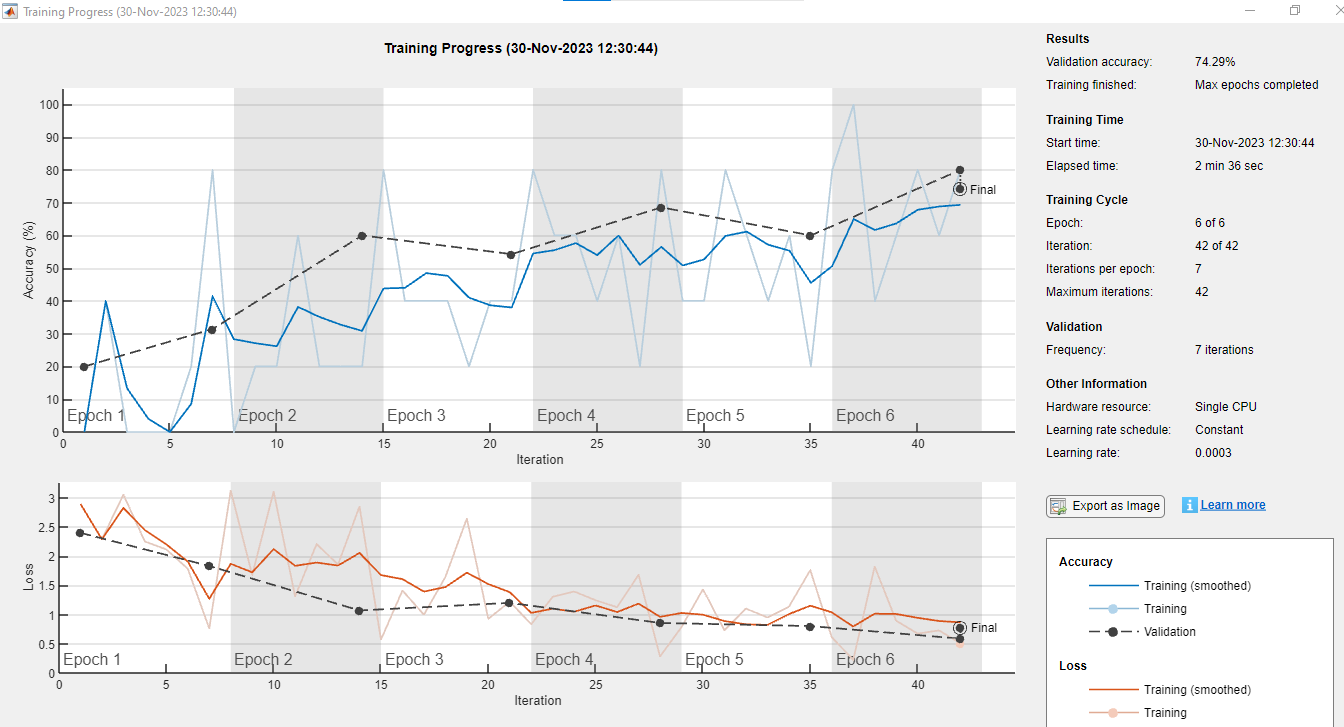 Training Progress (30-Nov-2023 12:30:44)
Training Progress (30-Nov-2023 12:30:44)
Accuracy (%)
100
90
80
70
60
50
40
30
20
10
0
Final
Epoch 1 Epoch 2 Epoch 3 Epoch 4 Epoch 5 Epoch 6
0 5 10 15 20 25 30 35 40
Iteration
Loss
3
2.5
2
1.5
1
0.5
0
Final
Epoch 1 Epoch 2 Epoch 3 Epoch 4 Epoch 5 Epoch 6
0 5 10 15 20 25 30 35 40
Iteration
Results
Validation accuracy: 74.29%
Training finished: Max epochs completed
Training Time
Start time: 30-Nov-2023 12:30:44
Elapsed time: 2 min 36 sec
Training Cycle
Epoch: 6 of 6
Iteration: 42 of 42
Iterations per epoch: 7
Maximum iterations: 42
Validation
Frequency: 7 iterations
Other Information
Hardware resource: Single CPU
Learning rate schedule: Constant
Learning rate: 0.0003
Export as Image
i Learn more
Accuracy
Training (smoothed)
Training
Validation
Loss
Training (smoothed)
Training